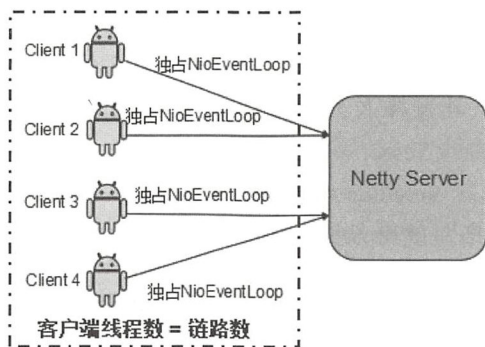 Client 1
独占NioEventLoop
Client 2
独占NioEventLoop
Netty Server
Client 3
独占NioEventLoop
Client 4
独占NioEventLoop
客户端线程数 = 链路数